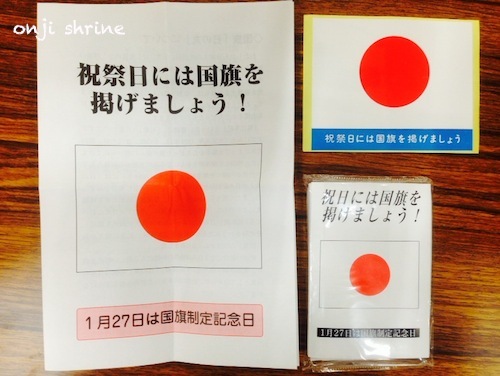 onji shrine
祝祭日には国旗を
掲げましょう！
1月27日は国旗制定記念日
祝祭日には国旗を掲げましょう
祝日には国旗を
掲げましょう！
1月27日は国旗制定記念日